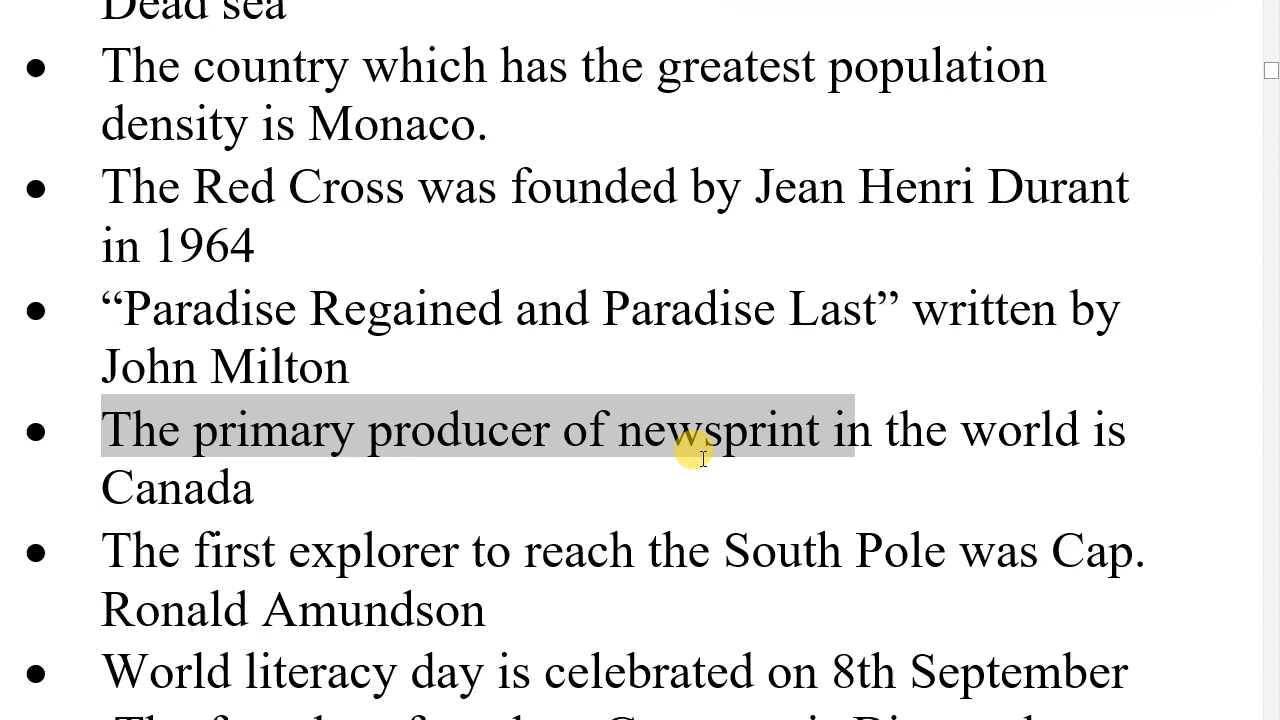 Dead sea
• The country which has the greatest population
density is Monaco.
• The Red Cross was founded by Jean Henri Durant
in 1964
• “Paradise Regained and Paradise Last” written by
John Milton
• The primary producer of newsprint in the world is
Canada
• The first explorer to reach the South Pole was Cap.
Ronald Amundson
• World literacy day is celebrated on 8th September